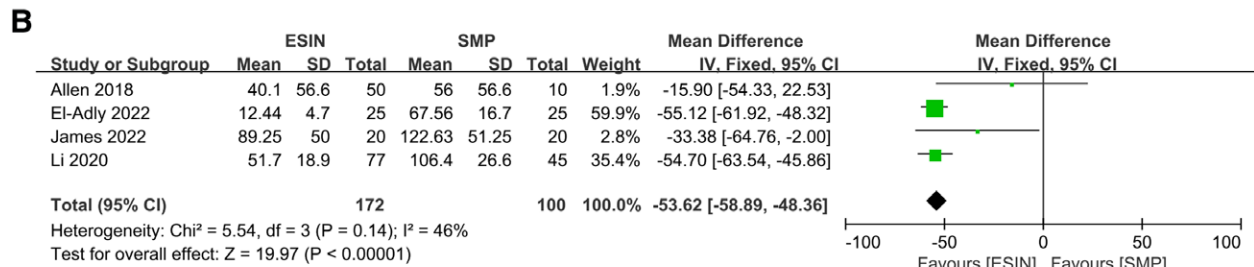 B
ESIN SMP Mean Difference Mean Difference
Study or Subgroup Mean SD Total Mean SD Total Weight IV, Fixed, 95% CI IV, Fixed, 95% CI
Allen 2018 40.1 56.6 50 56 56.6 10 1.9% -15.90 [-54.33, 22.53]
El-Adly 2022 12.44 4.7 25 67.56 16.7 25 59.9% -55.12 [-61.92, -48.32]
James 2022 89.25 50 20 122.63 51.25 20 2.8% -33.38 [-64.76, -2.00]
Li 2020 51.7 18.9 77 106.4 26.6 45 35.4% -54.70 [-63.54, -45.86]
Total (95% CI) 172 100 100.0% -53.62 [-58.89, -48.36]
Heterogeneity: Chi² = 5.54, df = 3 (P = 0.14); I² = 46%
Test for overall effect: Z = 19.97 (P < 0.00001)
-100 -50 0 50 100
Favours [ESIN] Favours [SMP]